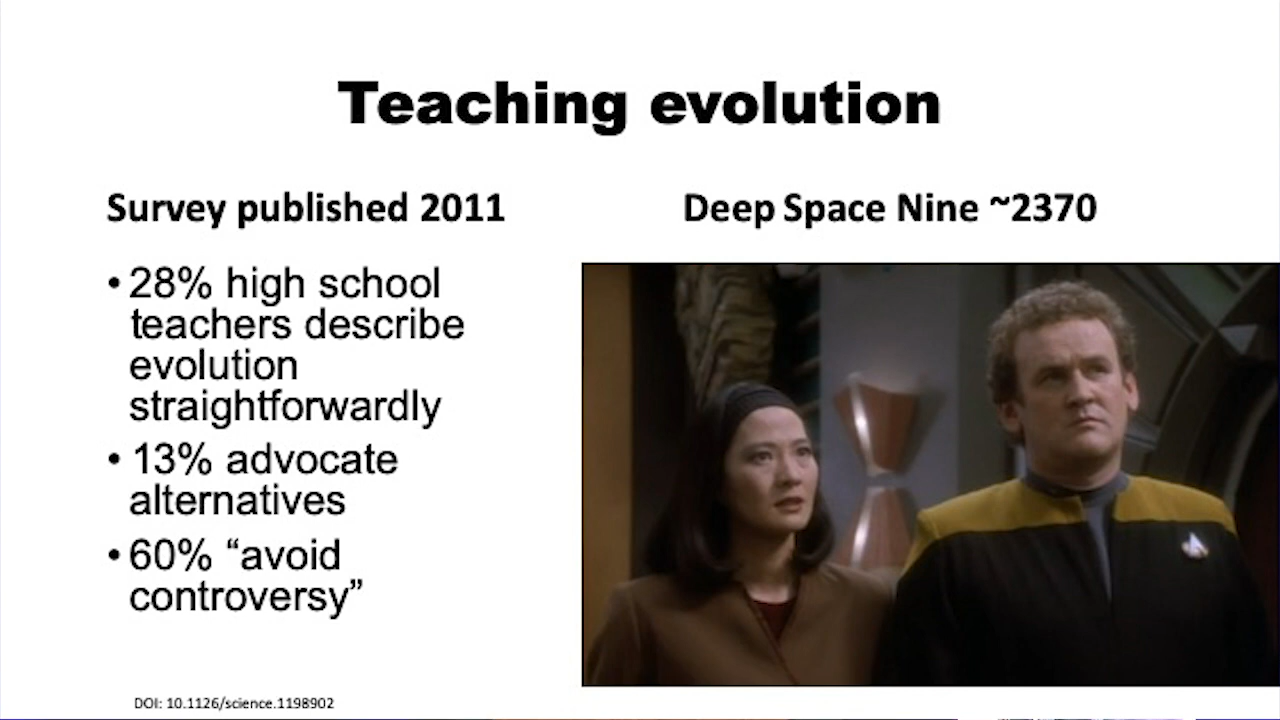 Teaching evolution
Survey published 2011
• 28% high school
teachers describe
evolution
straightforwardly
• 13% advocate
alternatives
• 60% “avoid
controversy”
DOI: 10.1126/science.1198902
Deep Space Nine ~2370